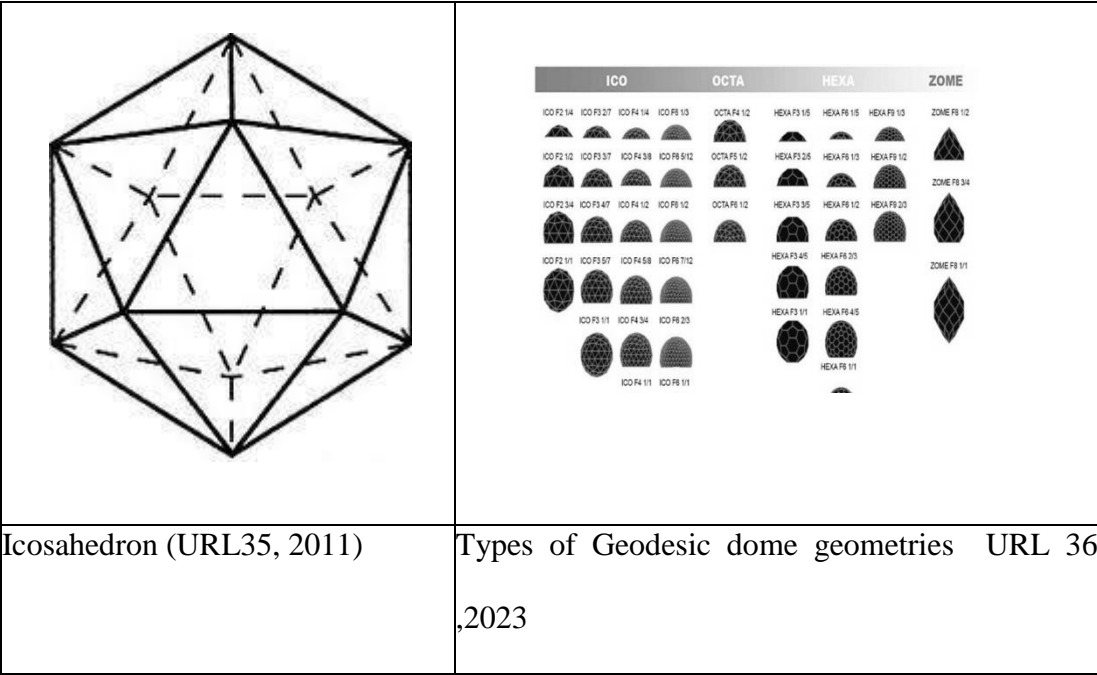 ICO OCTA HEXA ZOME
ICO F2 1/4 ICO F3 2/7 ICO F4 1/4 ICO F6 1/3 OCTA F4 1/2 HEXA F3 1/5 HEXA F6 1/5 HEXA F9 1/3 ZOME F8 1/2
ICO F2 1/2 ICO F3 3/7 ICO F4 3/8 ICO F6 5/12 OCTA F5 1/2 HEXA F3 2/5 HEXA F6 1/3 HEXA F9 1/2
ZOME F8 3/4
ICO F2 3/4 ICO F3 4/7 ICO F4 1/2 ICO F6 1/2 OCTA F6 1/2 HEXA F3 3/5 HEXA F6 1/2 HEXA F9 2/3
ICO F2 1/1 ICO F3 5/7 ICO F4 5/8 ICO F6 7/12 HEXA F3 4/5 HEXA F6 2/3
ZOME F8 1/1
ICO F3 1/1 ICO F4 3/4 ICO F6 2/3 HEXA F3 1/1 HEXA F6 4/5
HEXA F6 1/1
ICO F4 1/1 ICO F6 1/1
Icosahedron (URL35, 2011)
Types of Geodesic dome geometries URL 36
,2023